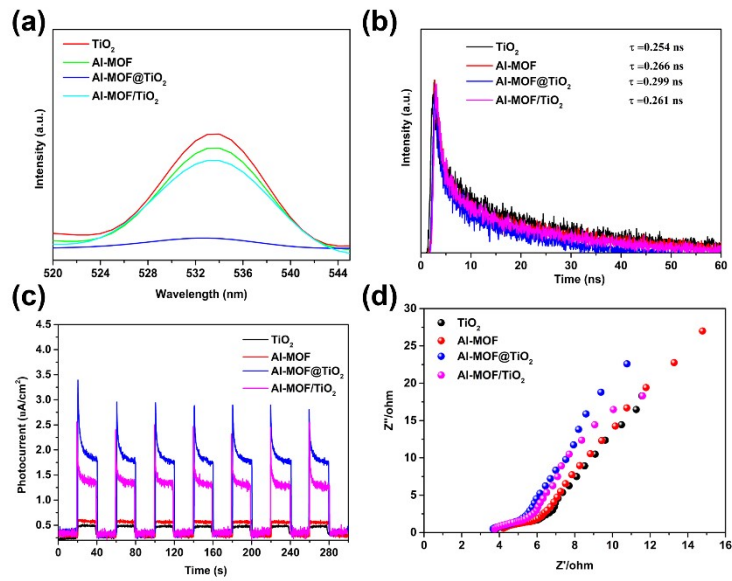 (a)
TiO₂
Al-MOF
Al-MOF@TiO₂
Al-MOF/TiO₂
Intensity (a.u.)
520 524 528 532 536 540 544
Wavelength (nm)
(b)
TiO₂ τ =0.254 ns
Al-MOF τ =0.266 ns
Al-MOF@TiO₂ τ =0.299 ns
Al-MOF/TiO₂ τ =0.261 ns
Intensity (a.u.)
0 10 20 30 40 50 60
Time (ns)
(c)
4.5
4.0
3.5
3.0
2.5
2.0
1.5
1.0
0.5
TiO₂
Al-MOF
Al-MOF@TiO₂
Al-MOF/TiO₂
Photocurrent (uA/cm²)
0 40 80 120 160 200 240 280
Time (s)
(d)
30
25
20
15
10
5
0
TiO₂
Al-MOF
Al-MOF@TiO₂
Al-MOF/TiO₂
Z''/ohm
0 2 4 6 8 10 12 14 16
Z'/ohm